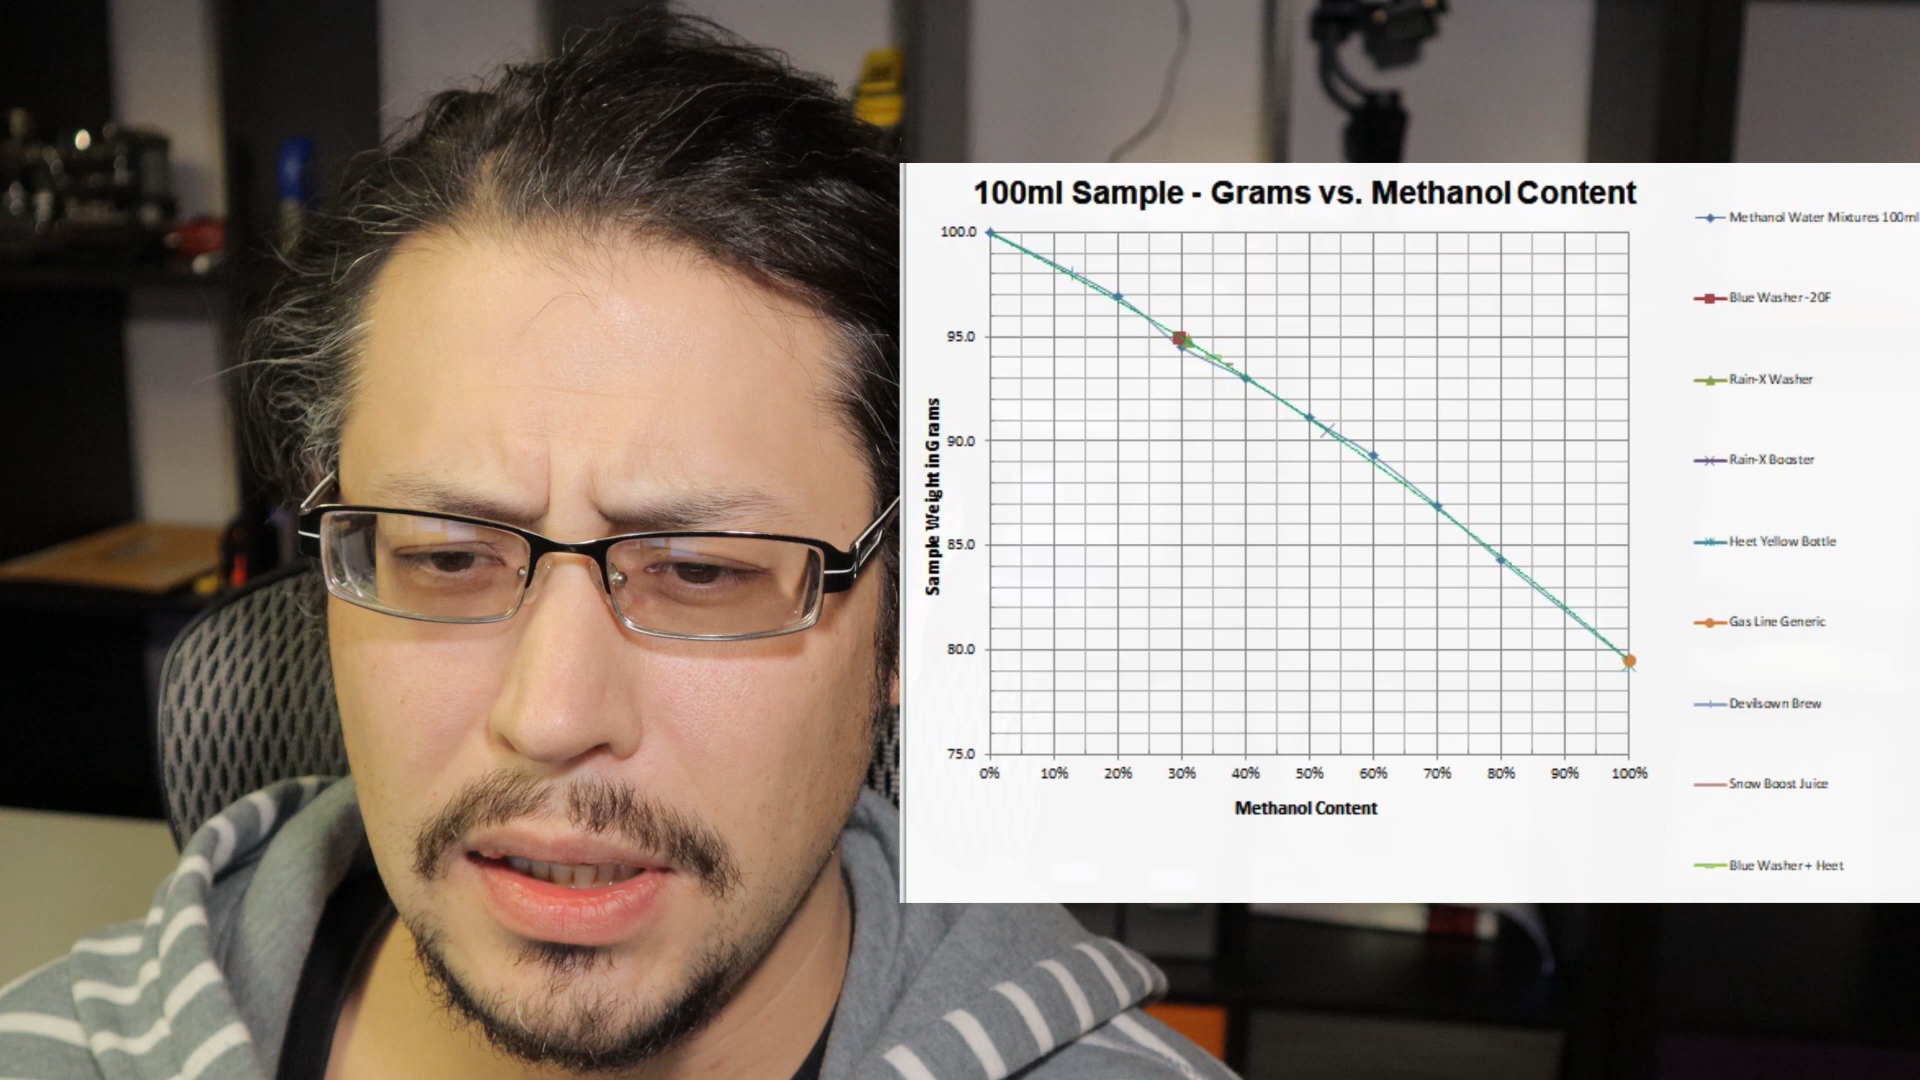 100ml Sample - Grams vs. Methanol Content
100.0
95.0
90.0
85.0
80.0
75.0
Sample Weight in Grams
0% 10% 20% 30% 40% 50% 60% 70% 80% 90% 100%
Methanol Content
Methanol Water Mixtures 100ml
Blue Washer -20F
Rain-X Washer
Rain-X Booster
Heet Yellow Bottle
Gas Line Generic
Devilsown Brew
Snow Boost Juice
Blue Washer + Heet